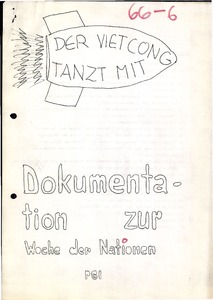 66-6
DER VIETCONG
TANZT MIT
Dokumenta-
tion zur
Woche der Nationen
PGI